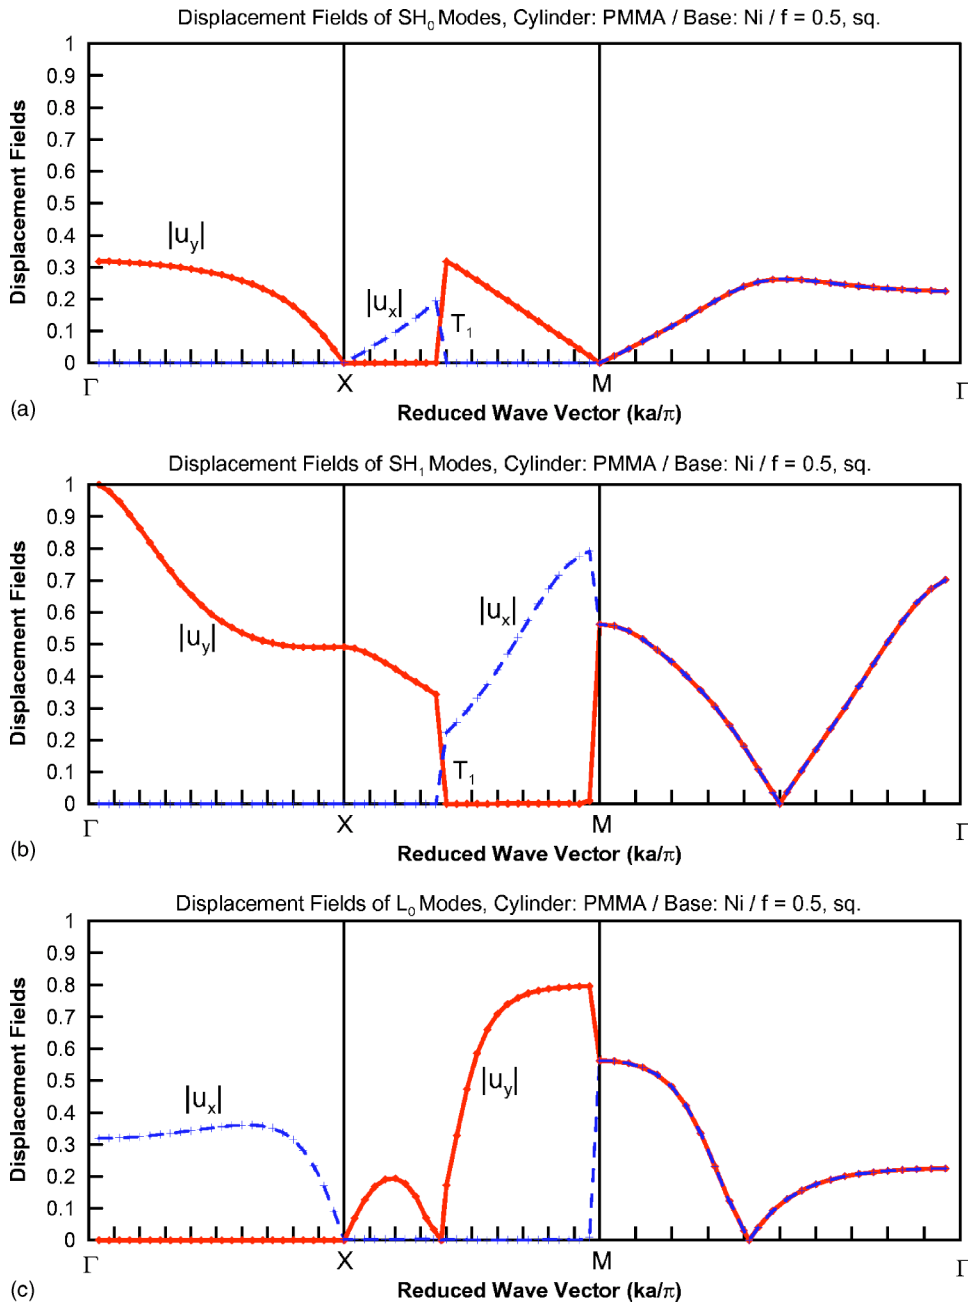 Displacement Fields of SH₀ Modes, Cylinder: PMMA / Base: Ni / f = 0.5, sq.
Displacement Fields
1
0.9
0.8
0.7
0.6
0.5
0.4
0.3
0.2
0.1
0
|u_y|
|u_x|
T₁
Γ
X
M
Γ
(a)
Reduced Wave Vector (ka/π)
Displacement Fields of SH₁ Modes, Cylinder: PMMA / Base: Ni / f = 0.5, sq.
Displacement Fields
1
0.9
0.8
0.7
0.6
0.5
0.4
0.3
0.2
0.1
0
|u_y|
|u_x|
T₁
Γ
X
M
Γ
(b)
Reduced Wave Vector (ka/π)
Displacement Fields of L₀ Modes, Cylinder: PMMA / Base: Ni / f = 0.5, sq.
Displacement Fields
1
0.9
0.8
0.7
0.6
0.5
0.4
0.3
0.2
0.1
0
|u_x|
|u_y|
Γ
X
M
Γ
(c)
Reduced Wave Vector (ka/π)